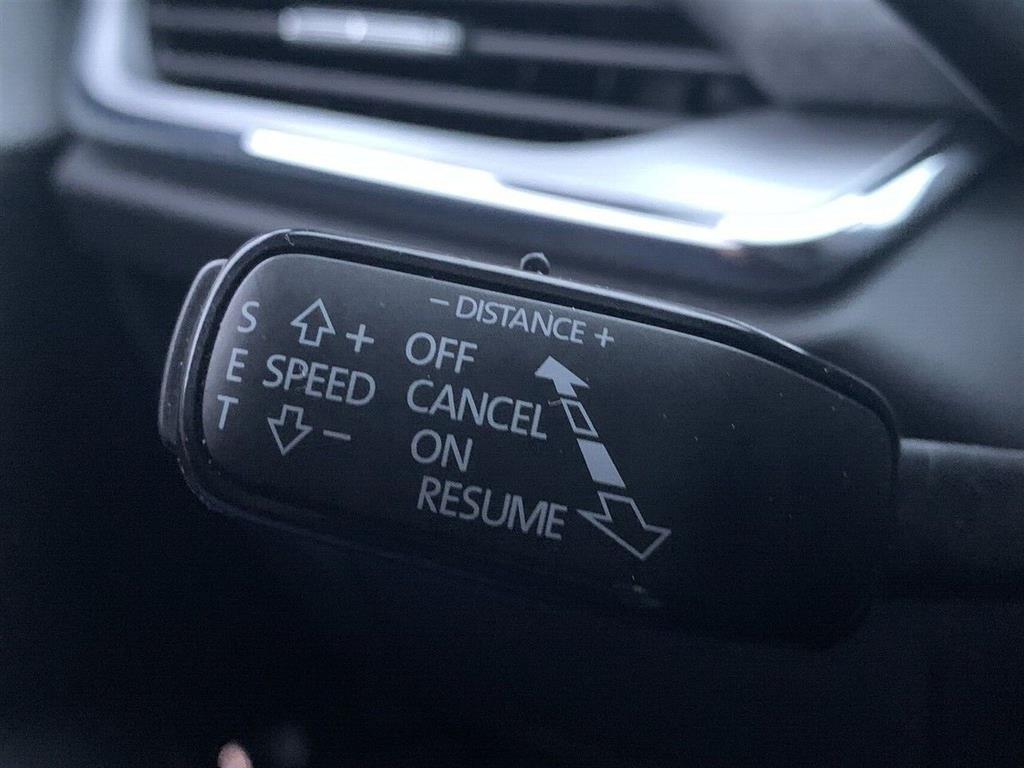 − DISTANCE +
S
E
T
+
SPEED
−
OFF
CANCEL
ON
RESUME